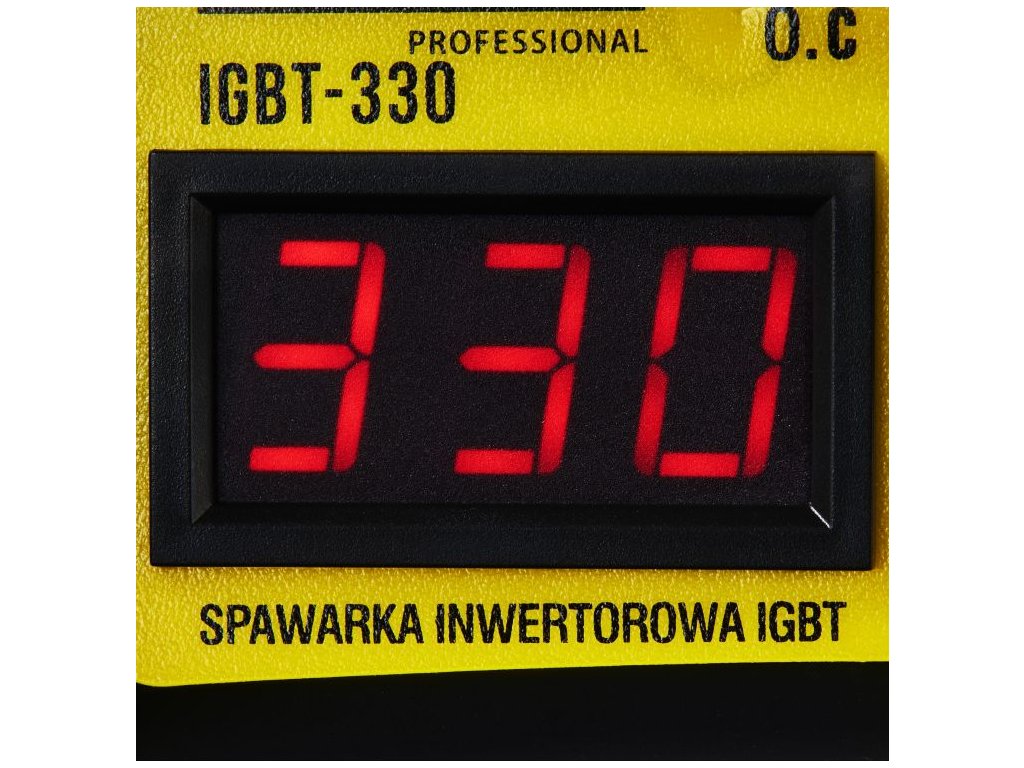 PROFESSIONAL
O.C
IGBT-330
330
SPAWARKA INWERTOROWA IGBT